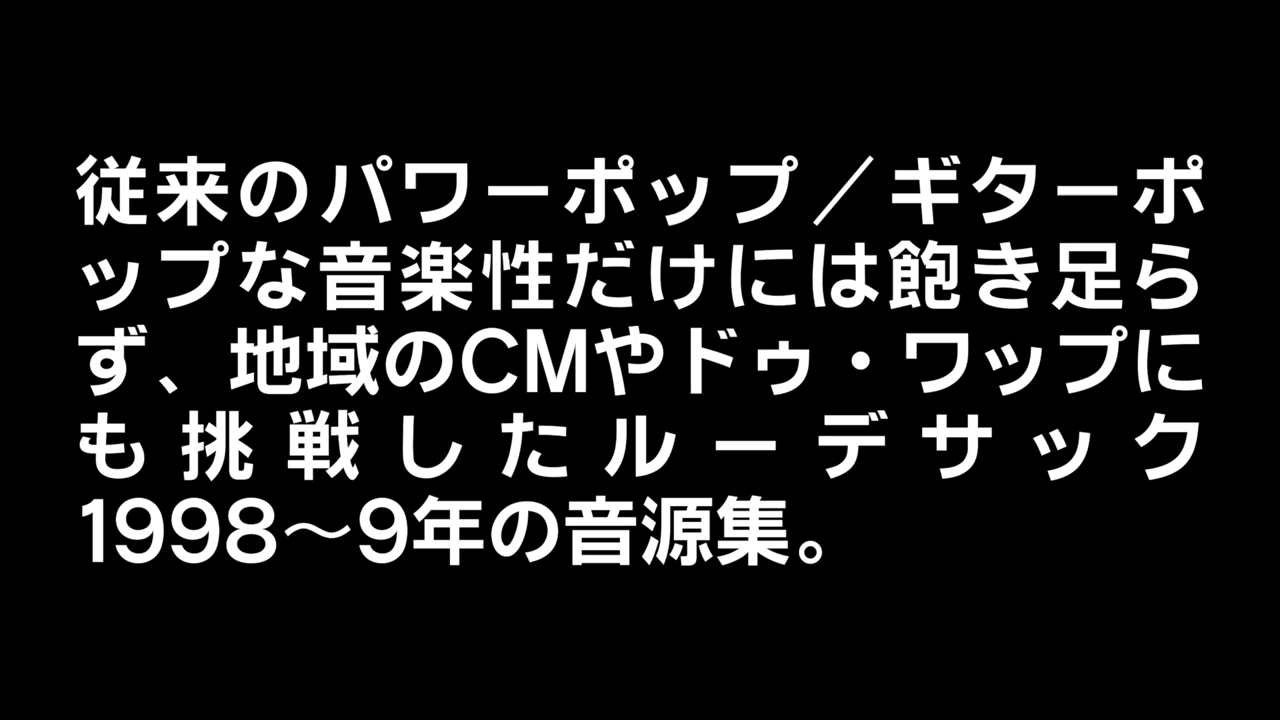 従来のパワーポップ／ギターポ
ップな音楽性だけには飽き足ら
ず、地域のCMやドゥ・ワップに
も挑戦したルーデサック
1998〜9年の音源集。